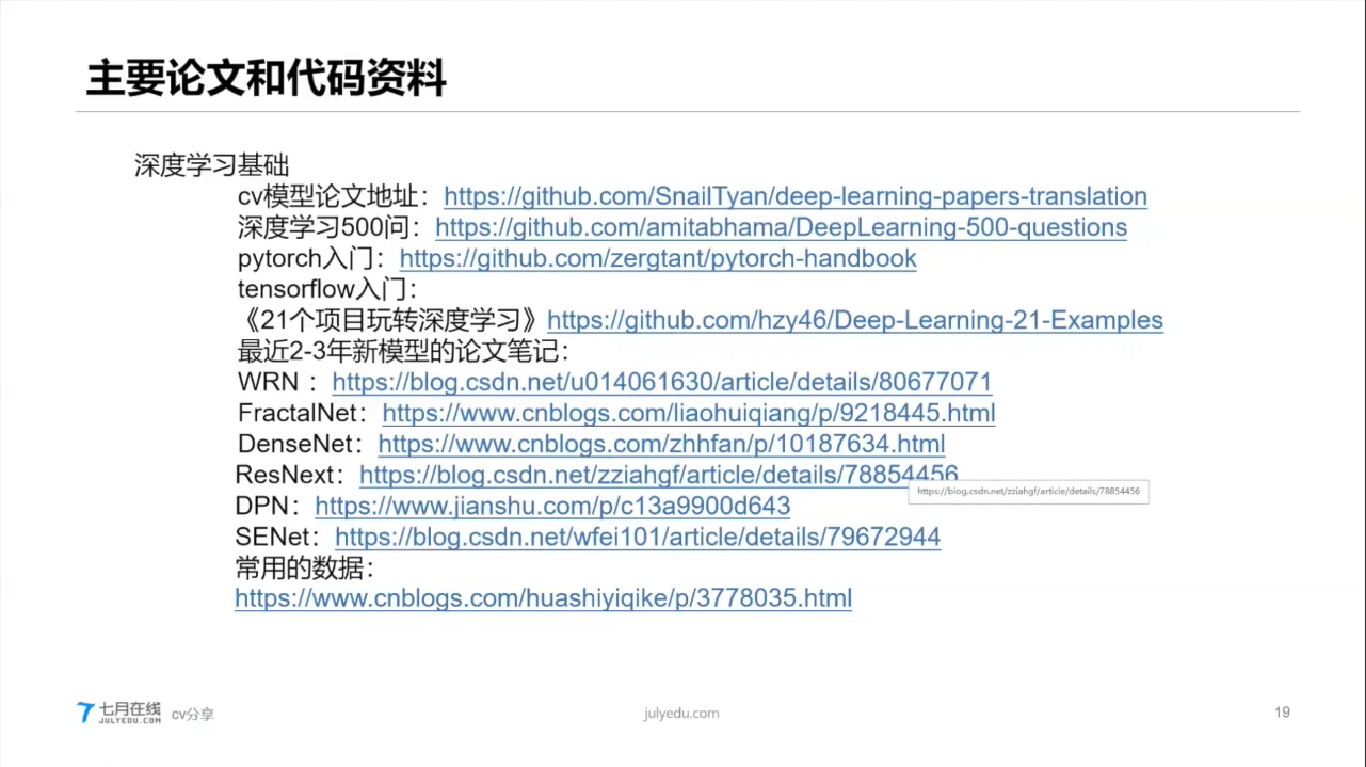 主要论文和代码资料
深度学习基础
cv模型论文地址：https://github.com/SnailTyan/deep-learning-papers-translation
深度学习500问：https://github.com/amitabhama/DeepLearning-500-questions
pytorch入门：https://github.com/zergtant/pytorch-handbook
tensorflow入门：
《21个项目玩转深度学习》https://github.com/hzy46/Deep-Learning-21-Examples
最近2-3年新模型的论文笔记：
WRN ：https://blog.csdn.net/u014061630/article/details/80677071
FractalNet：https://www.cnblogs.com/liaohuiqiang/p/9218445.html
DenseNet：https://www.cnblogs.com/zhhfan/p/10187634.html
ResNext：https://blog.csdn.net/zziahgf/article/details/78854456
https://blog.csdn.net/zziahgf/article/details/78854456
DPN：https://www.jianshu.com/p/c13a9900d643
SENet：https://blog.csdn.net/wfei101/article/details/79672944
常用的数据：
https://www.cnblogs.com/huashiyiqike/p/3778035.html
七月在线
JULYEDU.COM
cv分享
julyedu.com
19